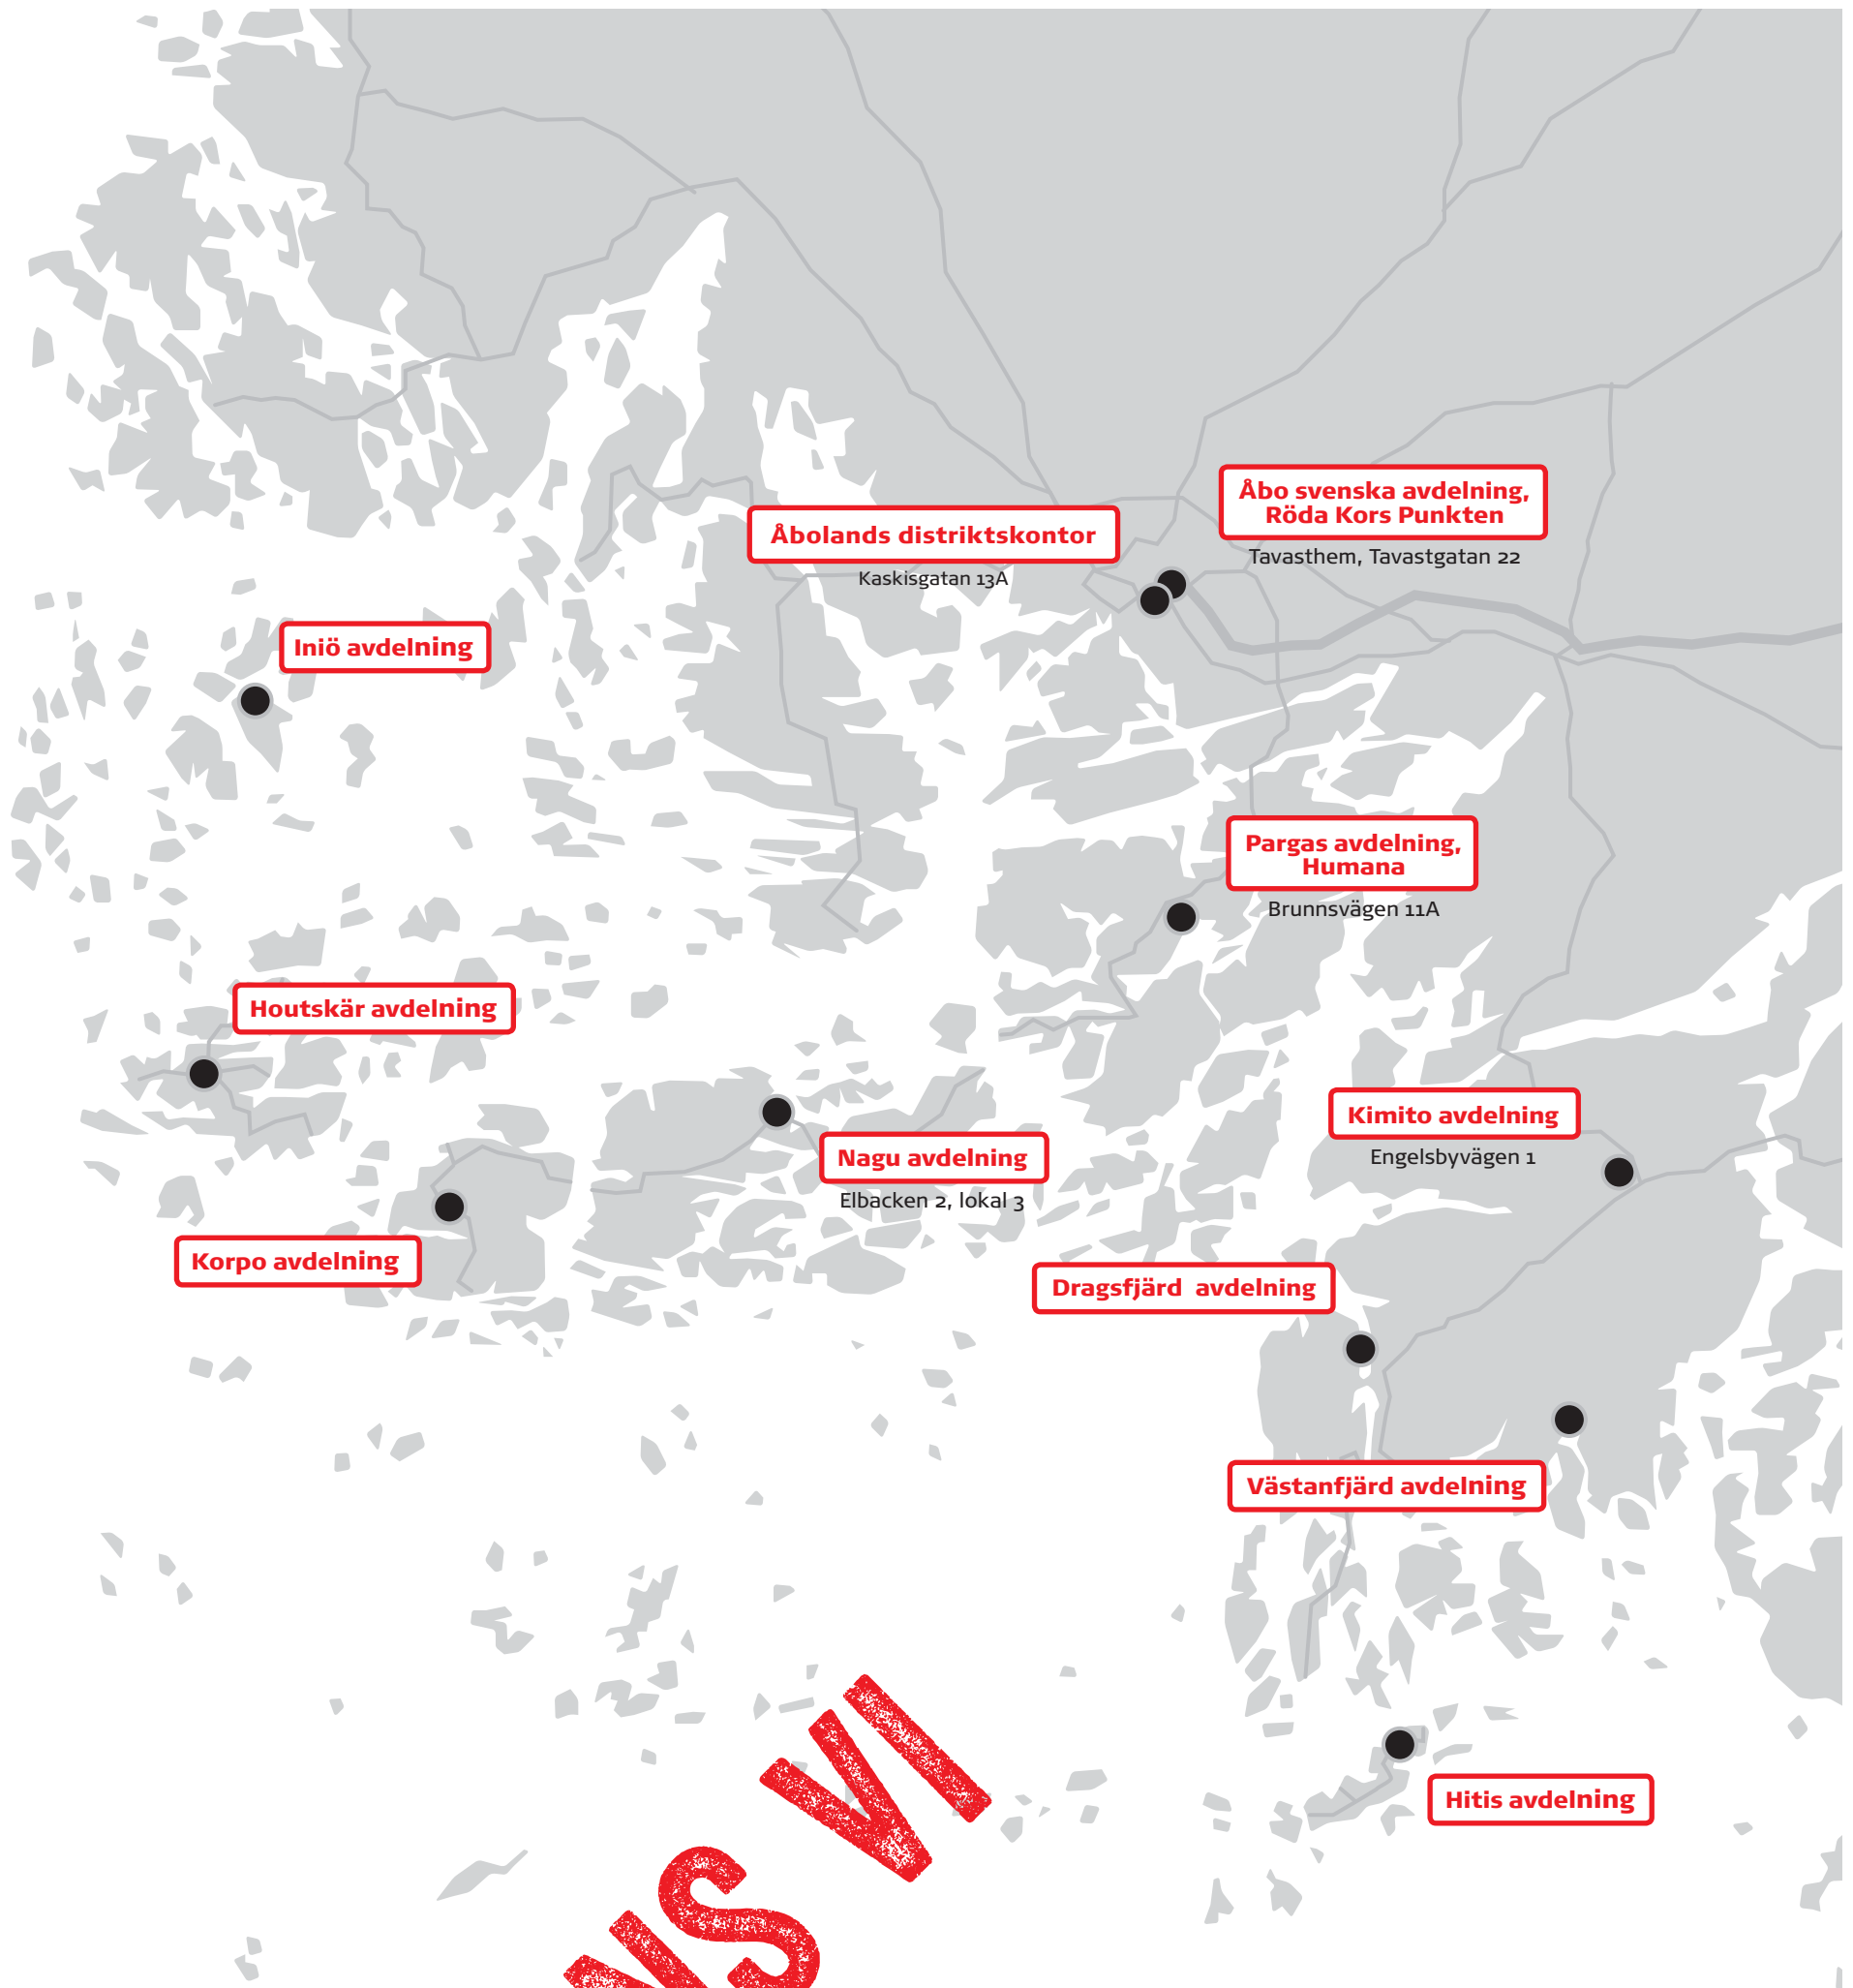 Åbo svenska avdelning,
Röda Kors Punkten
Tavasthem, Tavastgatan 22
Åbolands distriktskontor
Kaskisgatan 13A
Iniö avdelning
Pargas avdelning,
Humana
Brunnsvägen 11A
Houtskär avdelning
Kimito avdelning
Engelsbyvägen 1
Nagu avdelning
Elbacken 2, lokal 3
Korpo avdelning
Dragsfjärd  avdelning
Västanfjärd avdelning
Hitis avdelning
VI